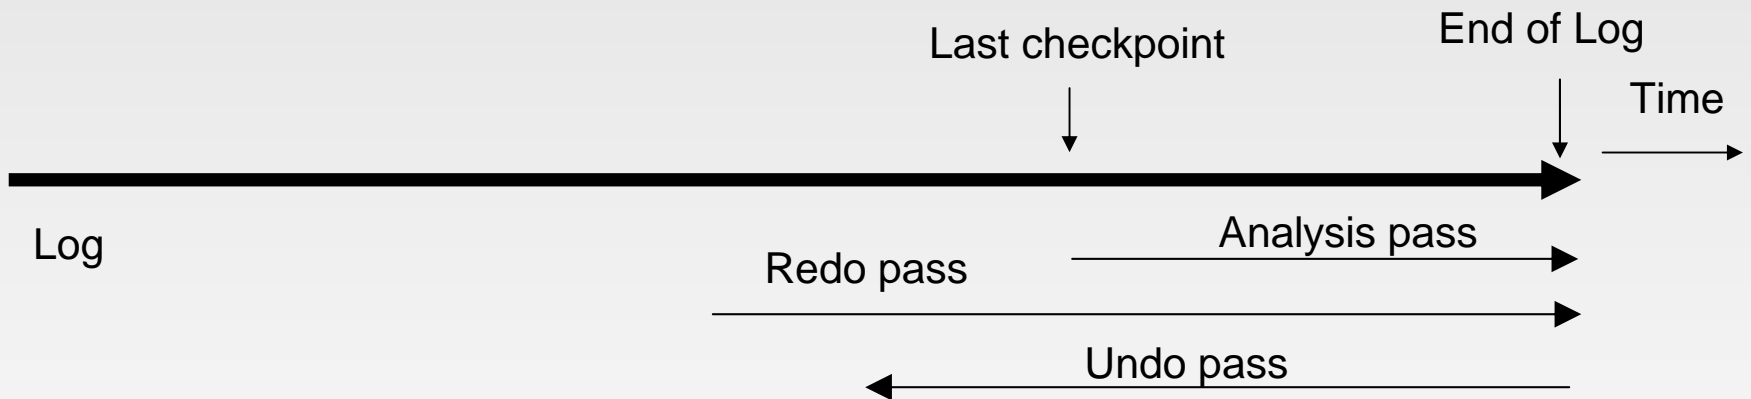 Last checkpoint
End of Log
Time
Log
Analysis pass
Redo pass
Undo pass